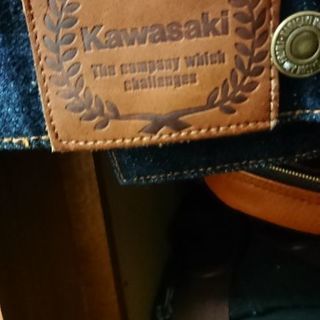 Kawasaki
The company which
challenges